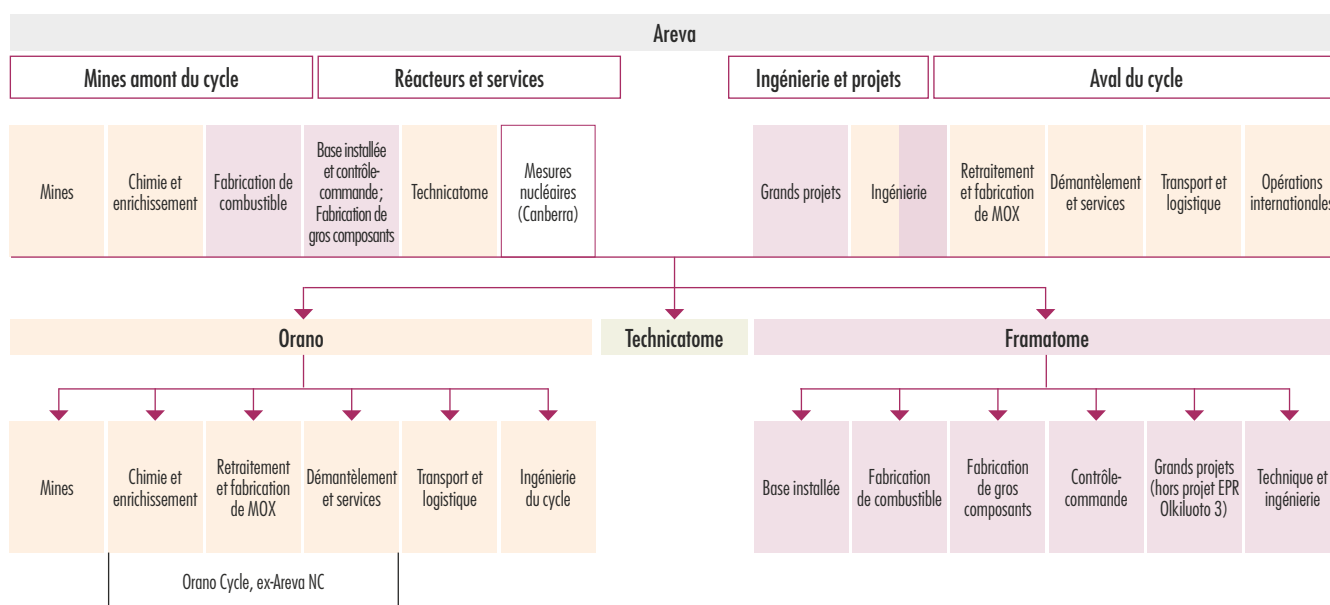 Areva
Mines amont du cycle
Réacteurs et services
Ingénierie et projets
Aval du cycle
Mines
Chimie et
enrichissement
Fabrication de
combustible
Base installée
et contrôle-
commande ;
Fabrication de
gros composants
Technicatome
Mesures
nucléaires
(Canberra)
Grands projets
Ingénierie
Retraitement
et fabrication
de MOX
Démantèlement
et services
Transport et
logistique
Opérations
internationales
Orano
Technicatome
Framatome
Mines
Chimie et
enrichissement
Retraitement
et fabrication
de MOX
Démantèlement
et services
Transport et
logistique
Ingénierie
du cycle
Base installée
Fabrication
de combustible
Fabrication
de gros
composants
Contrôle-
commande
Grands projets
(hors projet EPR
Olkiluoto 3)
Technique et
ingénierie
Orano Cycle, ex-Areva NC